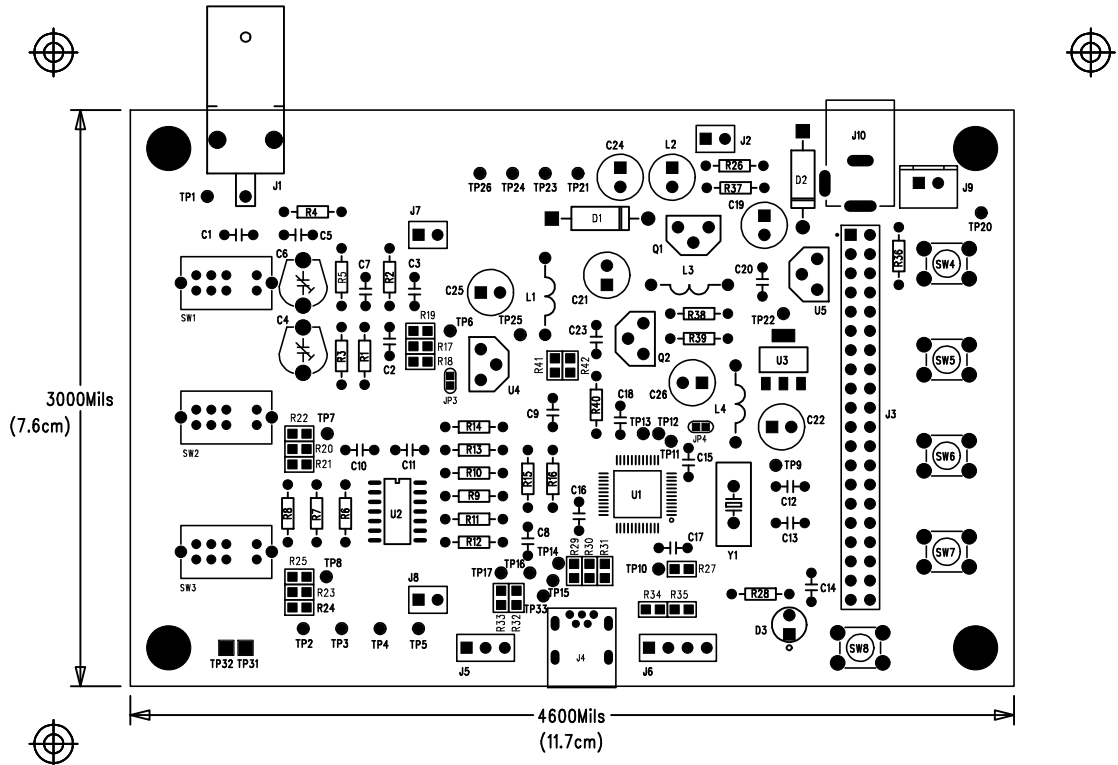 J10
J2
C24
L2
R26
D2
J9
TP26
TP24
TP23
TP21
R37
J1
TP1
R4
C19
D1
TP20
J7
Q1
C1
C5
R36
C6
L3
C20
SW4
C7
C3
R5
R2
C25
L1
C21
U5
SW1
R19
R38
TP22
C4
TP6
TP25
C23
R39
R17
Q2
R3
R1
C2
R18
R41
R42
U3
SW5
JP3
U4
3000Mils
(7.6cm)
C26
L4
R40
C9
C18
J3
R22
TP7
R14
TP13
TP12
JP4
C22
R20
SW2
R13
TP11
R21
C10
C11
C15
TP9
SW6
R10
R15
R16
R9
U1
C12
R8
R7
R6
U2
C16
R11
C13
C8
R12
R29
R30
R31
C17
Y1
SW7
TP14
R25
TP8
TP17
TP16
TP10
R27
SW3
R23
TP15
C14
R24
J8
TP33
R34
R35
R28
R33
R32
D3
TP2
TP3
TP4
TP5
SW8
TP32
TP31
J5
J4
J6
4600Mils
(11.7cm)